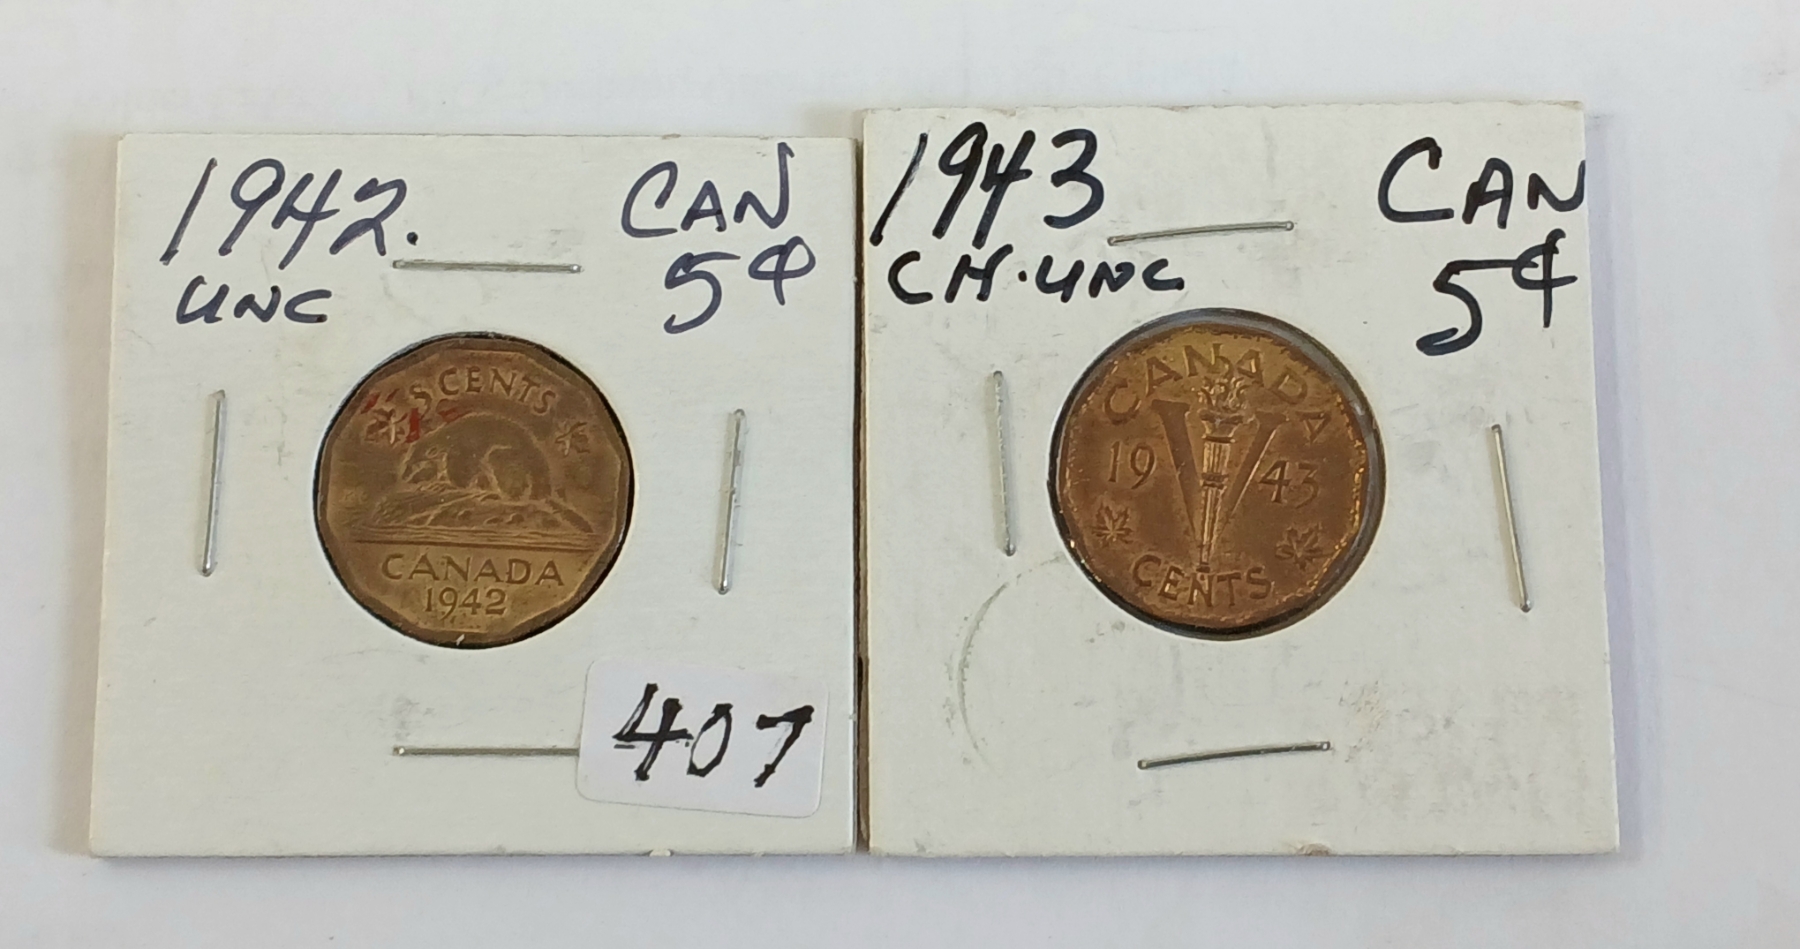 1942. CAN
UNC 5¢
5 CENTS
CANADA
1942
407
1943 CAN
CH. UNC 5¢
CANADA
19 V 43
CENTS